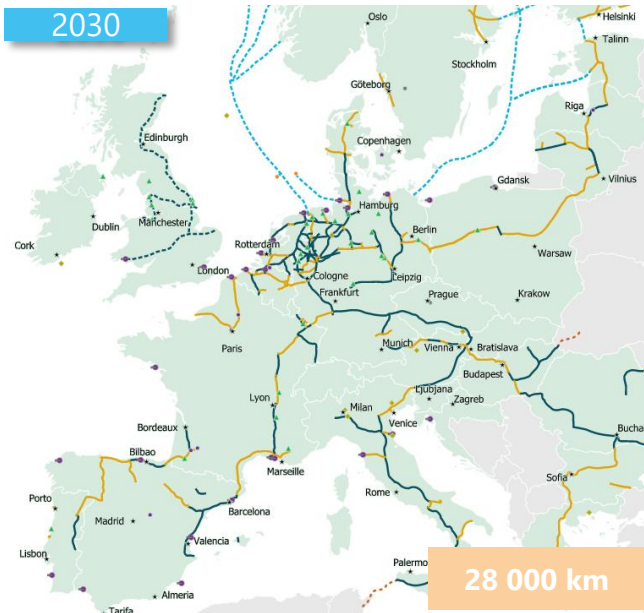 2030
Oslo
Helsinki
Talinn
Stockholm
Göteborg
Riga
Edinburgh
Copenhagen
Vilnius
Gdansk
Dublin
Manchester
Hamburg
Berlin
Cork
Rotterdam
Warsaw
London
Cologne
Leipzig
Frankfurt
Prague
Krakow
Paris
Munich
Vienna
Bratislava
Budapest
Lyon
Ljubjana
Milan
Zagreb
Bordeaux
Venice
Bucha
Bilbao
Marseille
Sofia
Porto
Rome
Madrid
Barcelona
Lisbon
Valencia
Palermo
28 000 km
Almeria
Tarifa